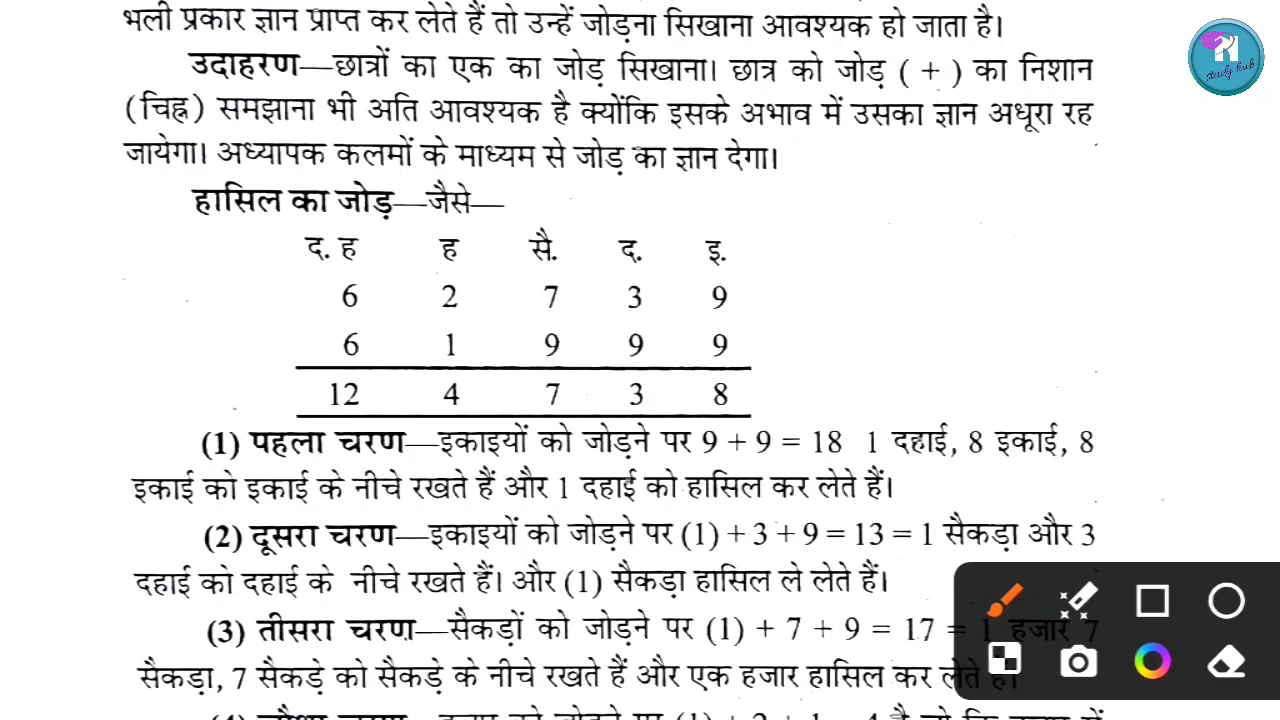 भली प्रकार ज्ञान प्राप्त कर लेते हैं तो उन्हें जोड़ना सिखाना आवश्यक हो जाता है।
study hub
उदाहरण—छात्रों का एक का जोड़ सिखाना। छात्र को जोड़ ( + ) का निशान
(चिह्न) समझाना भी अति आवश्यक है क्योंकि इसके अभाव में उसका ज्ञान अधूरा रह
जायेगा। अध्यापक कलमों के माध्यम से जोड़ का ज्ञान देगा।
हासिल का जोड़—जैसे—
द. ह ह सै. द. इ.
6 2 7 3 9
6 1 9 9 9
12 4 7 3 8
(1) पहला चरण—इकाइयों को जोड़ने पर 9 + 9 = 18 1 दहाई, 8 इकाई, 8
इकाई को इकाई के नीचे रखते हैं और 1 दहाई को हासिल कर लेते हैं।
(2) दूसरा चरण—इकाइयों को जोड़ने पर (1) + 3 + 9 = 13 = 1 सैकड़ा और 3
दहाई को दहाई के नीचे रखते हैं। और (1) सैकड़ा हासिल ले लेते हैं।
(3) तीसरा चरण—सैकड़ों को जोड़ने पर (1) + 7 + 9 = 17 = 1 हजार 7
सैकड़ा, 7 सैकड़े को सैकड़े के नीचे रखते हैं और एक हजार हासिल कर लेते हैं।